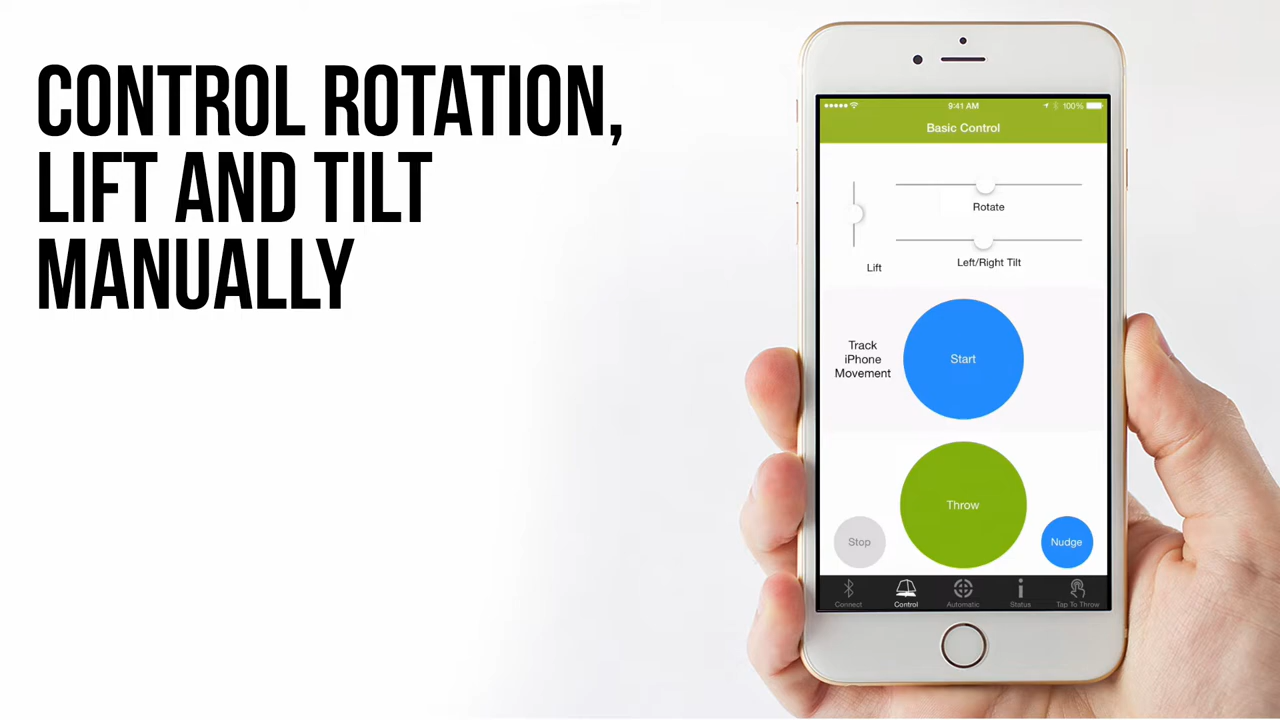 CONTROL ROTATION,
LIFT AND TILT
MANUALLY
9:41 AM
100%
Basic Control
Rotate
Left/Right Tilt
Lift
Track
iPhone
Movement
Start
Throw
Stop
Nudge
Connect
Control
Automatic
Status
Tap To Throw